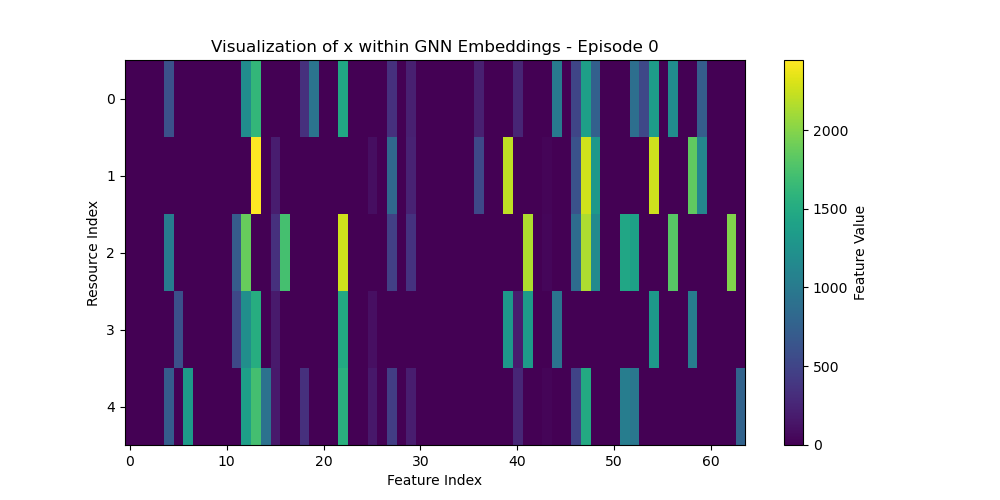 Visualization of x within GNN Embeddings - Episode 0
Resource Index
0
1
2
3
4
0 10 20 30 40 50 60
Feature Index
2000
1500
1000
500
0
Feature Value